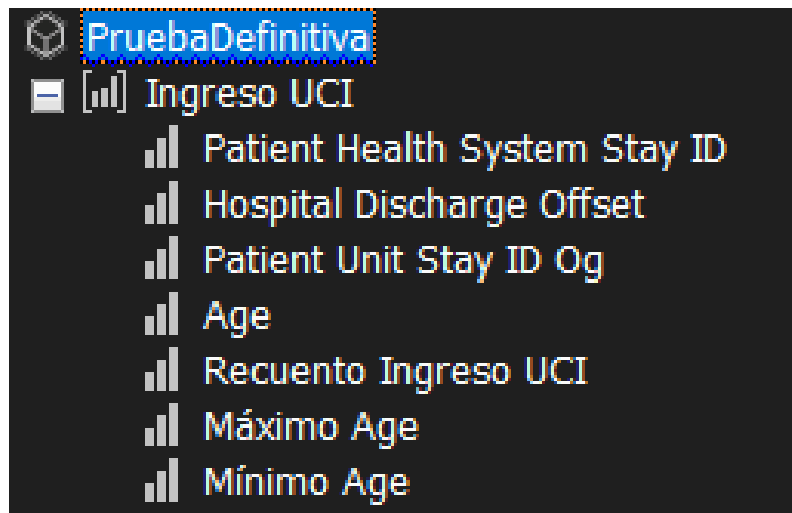 PruebaDefinitiva
Ingreso UCI
Patient Health System Stay ID
Hospital Discharge Offset
Patient Unit Stay ID Og
Age
Recuento Ingreso UCI
Máximo Age
Mínimo Age